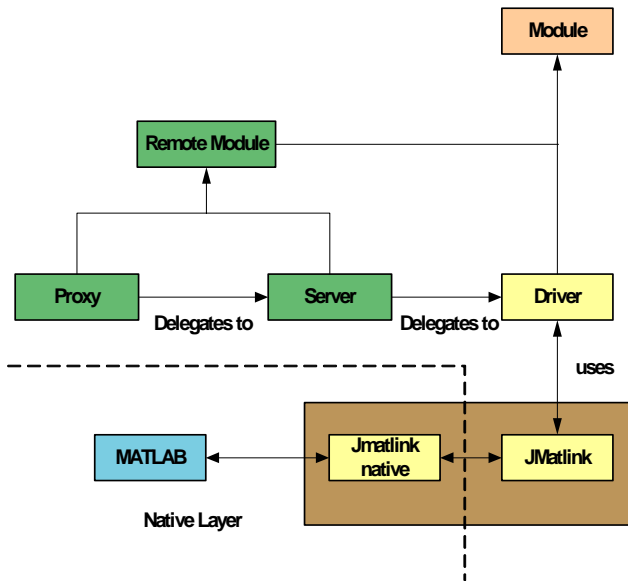 Module
Remote Module
Proxy
Server
Driver
Delegates to
Delegates to
uses
MATLAB
Jmatlink
native
JMatlink
Native Layer